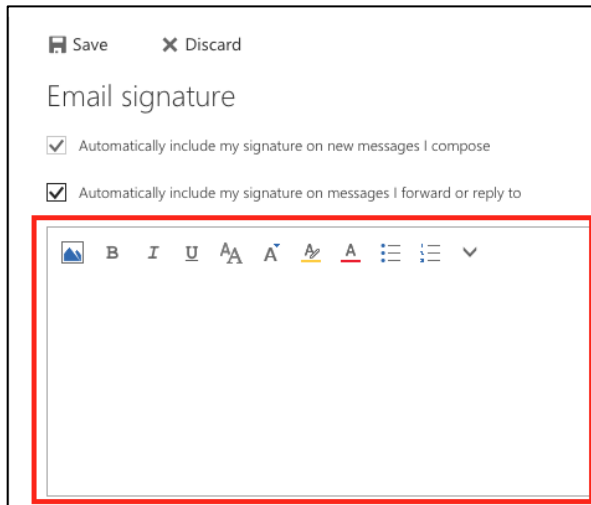 Save Discard
Email signature
Automatically include my signature on new messages I compose
Automatically include my signature on messages I forward or reply to
B I U AA A A A